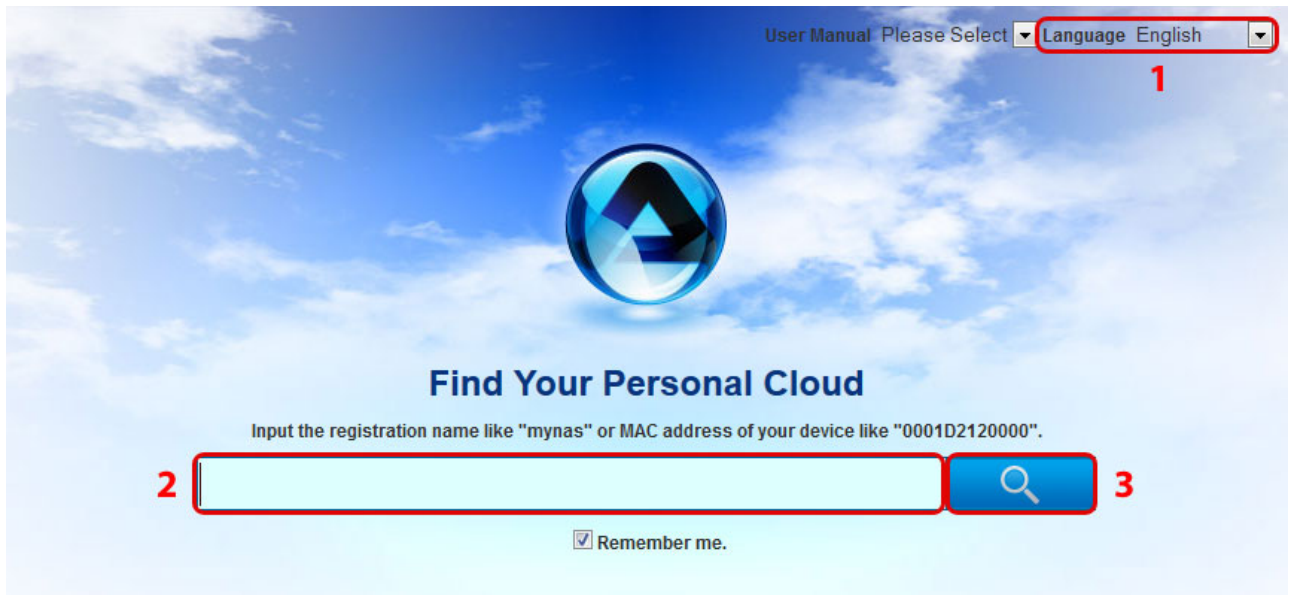 User Manual Please Select Language English
1
Find Your Personal Cloud
Input the registration name like "mynas" or MAC address of your device like "0001D2120000".
2 3
Remember me.